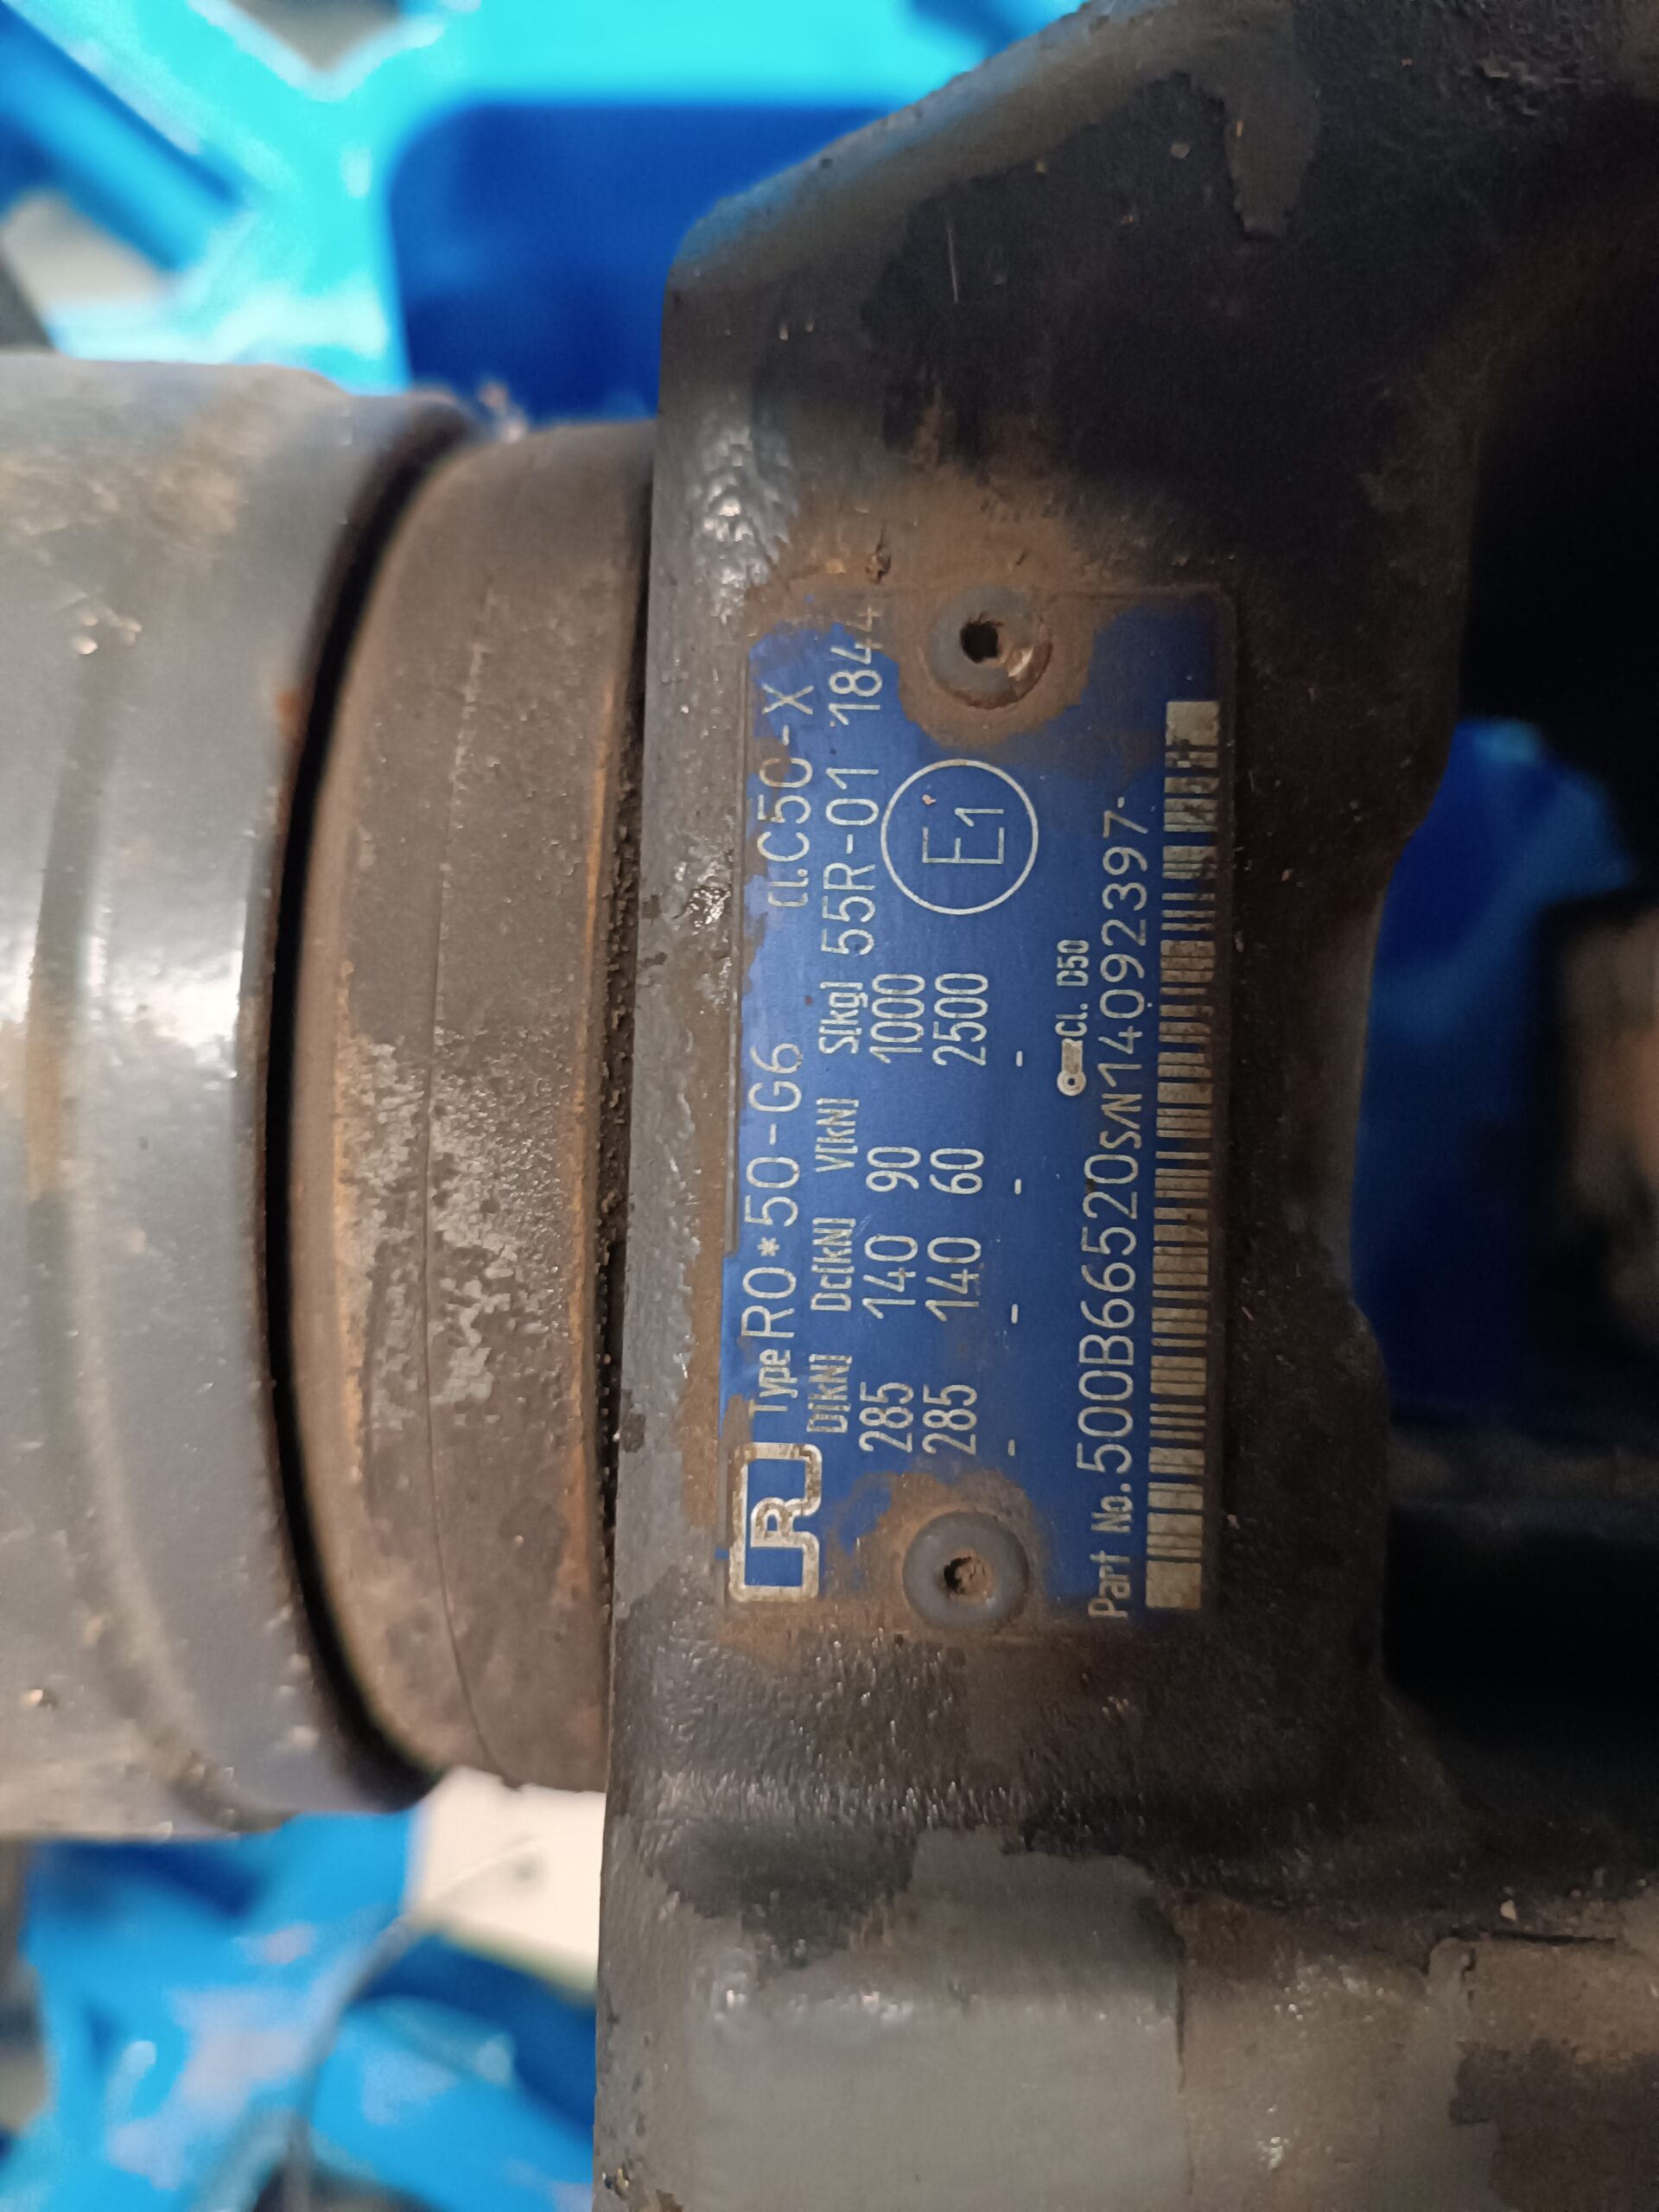 R Type RO*50-G6 Cl.C50-X
D[kN] Dc[kN] V[kN] S[kg] 55R-01 1844
285 140 90 1000
285 140 60 2500 E1
- - - -
Cl. D50
Part No. 500B66520 S/N 14092397-